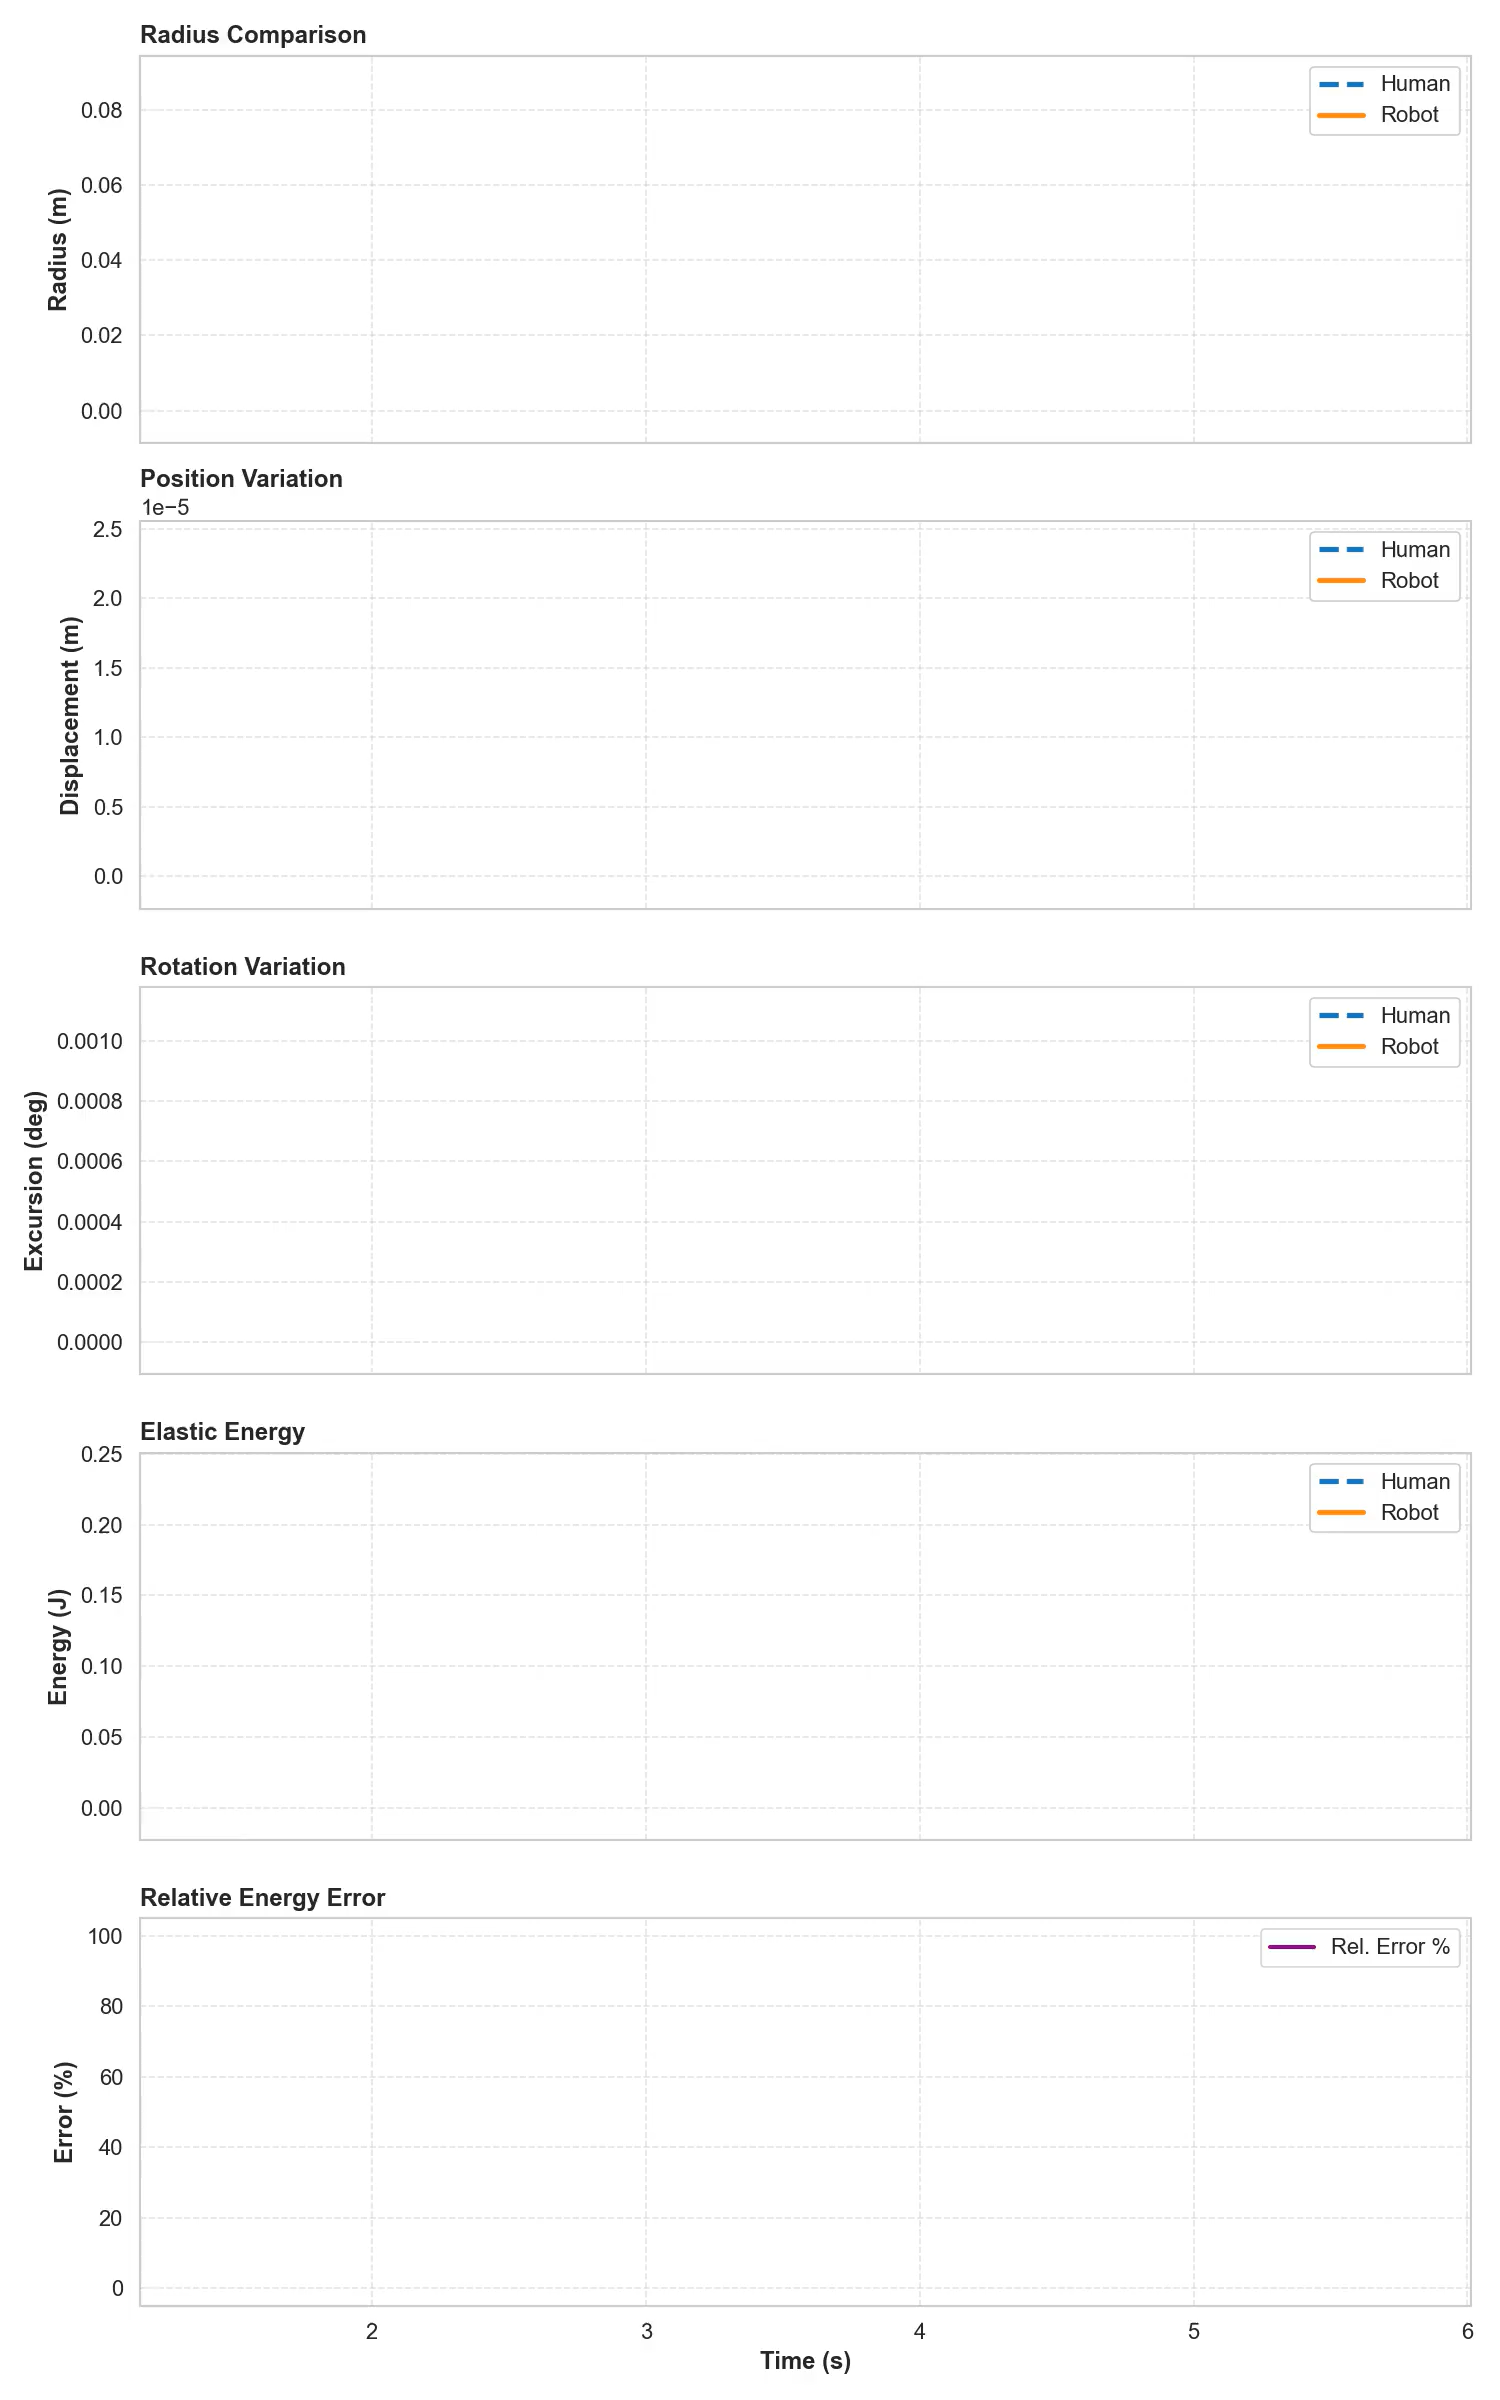 Radius Comparison
Radius (m)
0.08
0.06
0.04
0.02
0.00
Human
Robot
Position Variation
1e−5
Displacement (m)
2.5
2.0
1.5
1.0
0.5
0.0
Human
Robot
Rotation Variation
Excursion (deg)
0.0010
0.0008
0.0006
0.0004
0.0002
0.0000
Human
Robot
Elastic Energy
Energy (J)
0.25
0.20
0.15
0.10
0.05
0.00
Human
Robot
Relative Energy Error
Error (%)
100
80
60
40
20
0
Rel. Error %
2 3 4 5 6
Time (s)